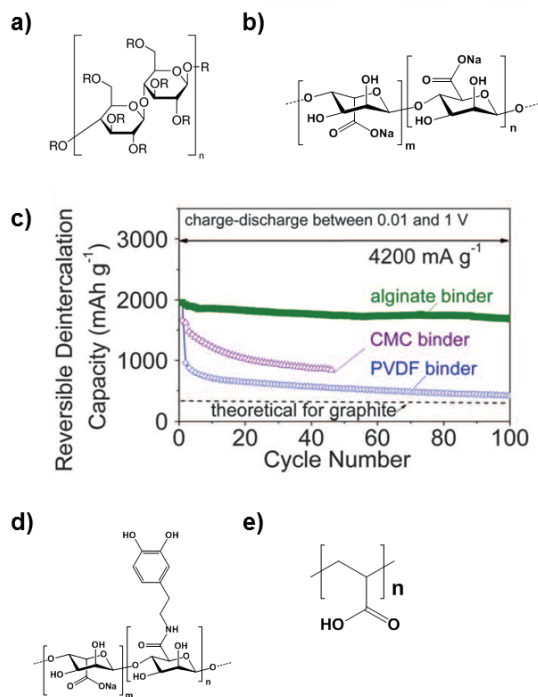 a)
RO
R
RO
RO
O
O
O
OR
OR
OR
OR
n
b)
O
OH
O
HO
O
ONa
m
ONa
O
O
OH
HO
O
O
n
c)
charge-discharge between 0.01 and 1 V
4200 mA g-1
alginate binder
CMC binder
PVDF binder
theoretical for graphite
Reversible Deintercalation
Capacity (mAh g-1)
3000
2000
1000
0
0
20
40
60
80
100
Cycle Number
d)
HO
OH
NH
O
O
OH
O
HO
O
ONa
m
O
O
OH
HO
O
n
e)
n
HO
O